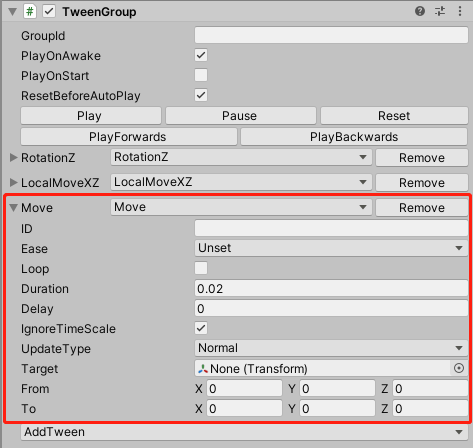 # TweenGroup
GroupId
PlayOnAwake
PlayOnStart
ResetBeforeAutoPlay
Play Pause Reset
PlayForwards PlayBackwards
RotationZ RotationZ Remove
LocalMoveXZ LocalMoveXZ Remove
Move Move Remove
ID
Ease Unset
Loop
Duration 0.02
Delay 0
IgnoreTimeScale
UpdateType Normal
Target None (Transform)
From X 0 Y 0 Z 0
To X 0 Y 0 Z 0
AddTween